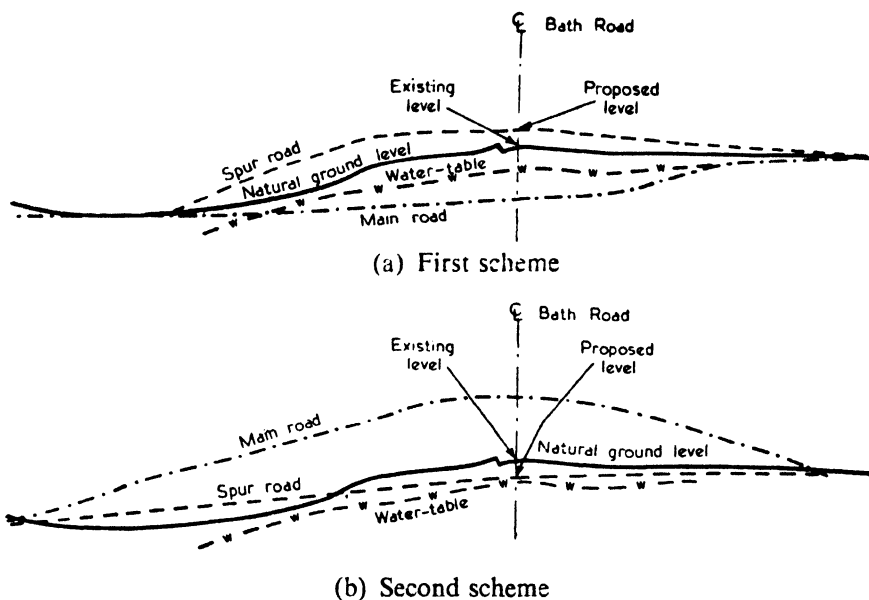 ℄ Bath Road
Existing
level
Proposed
level
Spur road
Natural ground level
Water-table
w w w w w w w w
Main road
(a) First scheme
℄ Bath Road
Existing
level
Proposed
level
Main road
Natural ground level
Spur road
Water-table
w w w w w w w w
(b) Second scheme